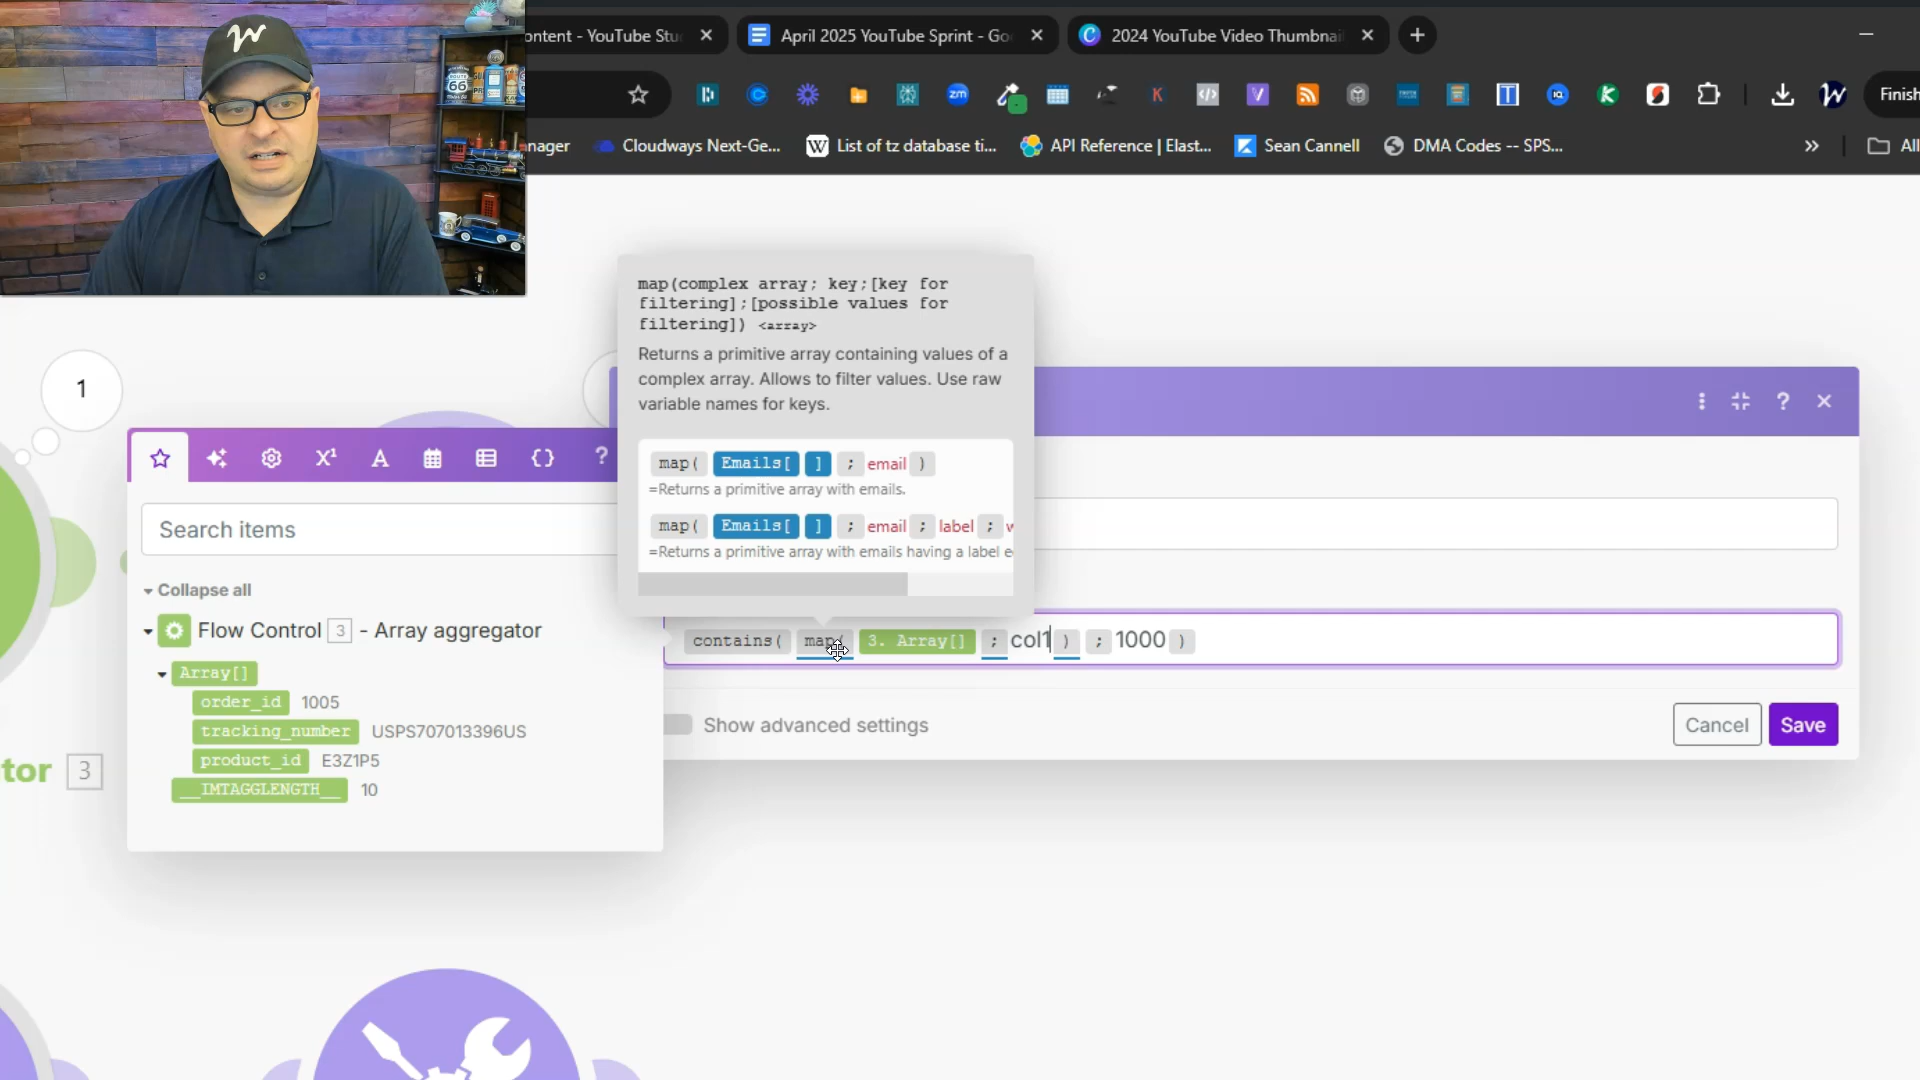 ontent - YouTube Stu
April 2025 YouTube Sprint - Go
2024 YouTube Video Thumbnai
Finish
nager
Cloudways Next-Ge...
List of tz database ti...
API Reference | Elast...
Sean Cannell
DMA Codes -- SPS...
All
ROUTE
66
map(complex array; key;[key for
filtering];[possible values for
filtering]) <array>
Returns a primitive array containing values of a
complex array. Allows to filter values. Use raw
variable names for keys.
map( Emails[ ] ; email )
=Returns a primitive array with emails.
map( Emails[ ] ; email ; label ; w
=Returns a primitive array with emails having a label e
1
Search items
Collapse all
Flow Control 3 - Array aggregator
Array[]
order_id 1005
tracking_number USPS707013396US
product_id E3Z1P5
__IMTAGGLENGTH__ 10
contains( map( 3. Array[] ; col1 ) ; 1000 )
Show advanced settings
Cancel
Save
tor 3